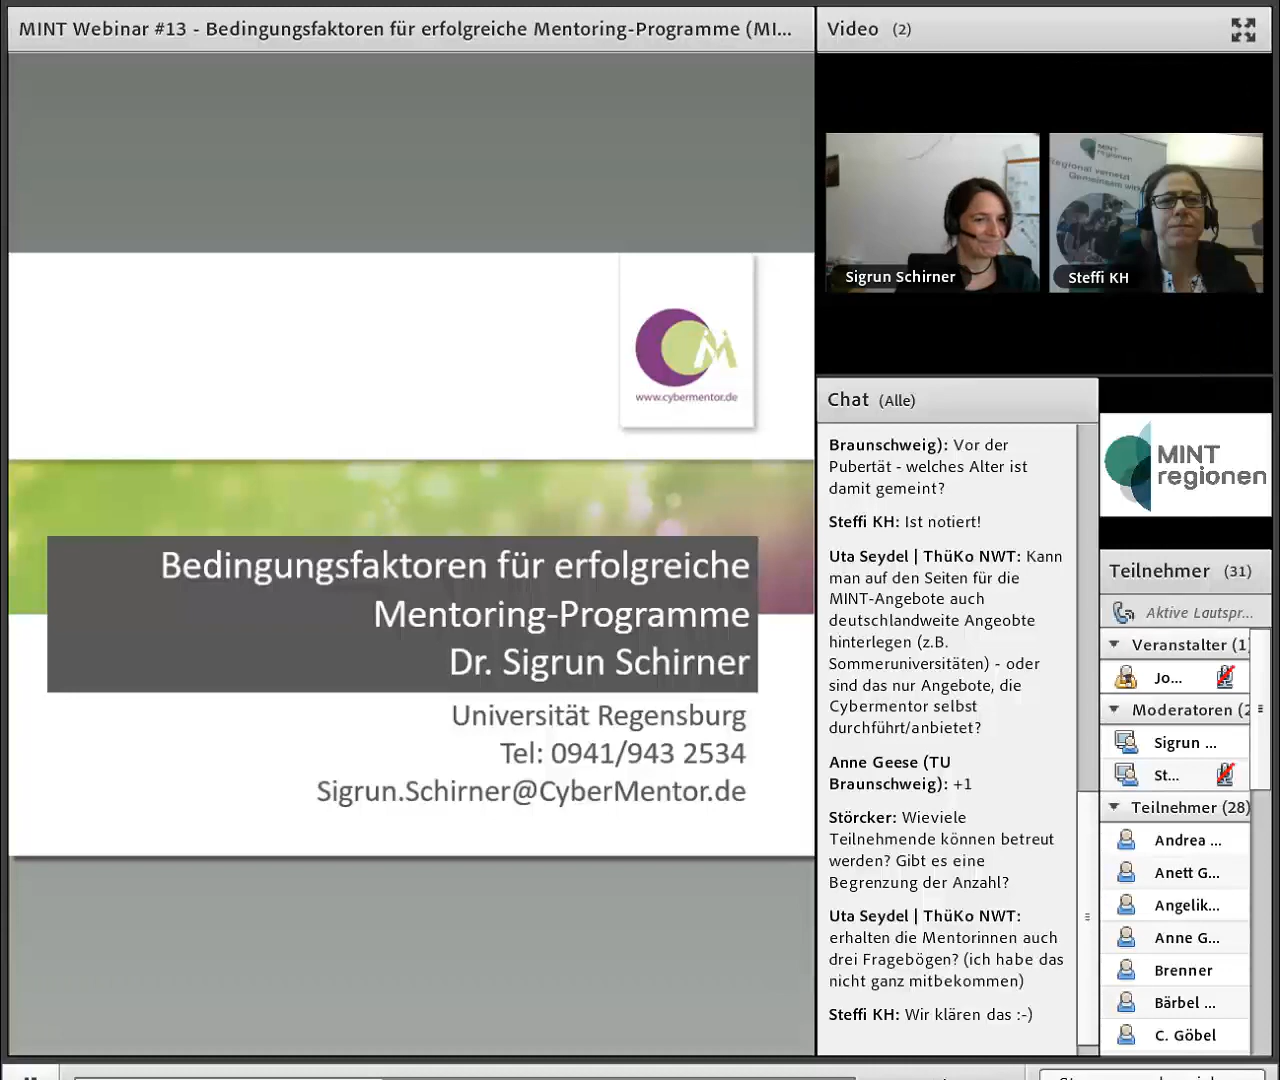 MINT Webinar #13 - Bedingungsfaktoren für erfolgreiche Mentoring-Programme (MI...
www.cybermentor.de
Bedingungsfaktoren für erfolgreiche
Mentoring-Programme
Dr. Sigrun Schirner
Universität Regensburg
Tel: 0941/943 2534
Sigrun.Schirner@CyberMentor.de
Video (2)
MINT
regionen
Regional vernetzt
Gemeinsam
Sigrun Schirner
Steffi KH
Chat (Alle)
Braunschweig): Vor der
Pubertät - welches Alter ist
damit gemeint?
Steffi KH: Ist notiert!
Uta Seydel | ThüKo NWT: Kann
man auf den Seiten für die
MINT-Angebote auch
deutschlandweite Angeobte
hinterlegen (z.B.
Sommeruniversitäten) - oder
sind das nur Angebote, die
Cybermentor selbst
durchführt/anbietet?
Anne Geese (TU
Braunschweig): +1
Störcker: Wieviele
Teilnehmende können betreut
werden? Gibt es eine
Begrenzung der Anzahl?
Uta Seydel | ThüKo NWT:
erhalten die Mentorinnen auch
drei Fragebögen? (ich habe das
nicht ganz mitbekommen)
Steffi KH: Wir klären das :-)
MINT
regionen
Teilnehmer (31)
Aktive Lautspr...
Veranstalter (1)
Jo...
Moderatoren (2
Sigrun ...
St...
Teilnehmer (28)
Andrea ...
Anett G...
Angelik...
Anne G...
Brenner
Bärbel ...
C. Göbel